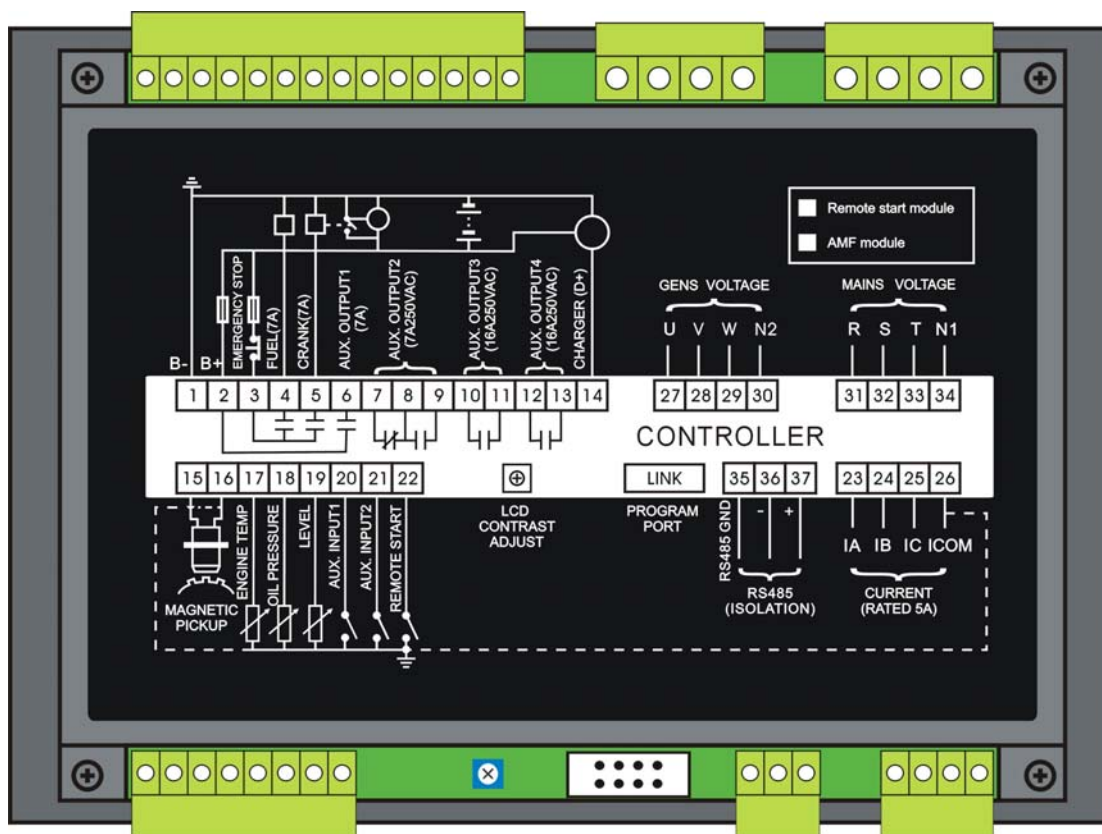 Remote start module
AMF module
B-
B+
EMERGENCY STOP
FUEL(7A)
CRANK(7A)
AUX. OUTPUT1
(7A)
AUX. OUTPUT2
(7A250VAC)
AUX. OUTPUT3
(16A250VAC)
AUX. OUTPUT4
(16A250VAC)
CHARGER (D+)
GENS VOLTAGE
U V W N2
MAINS VOLTAGE
R S T N1
1 2 3 4 5 6 7 8 9 10 11 12 13 14
27 28 29 30
31 32 33 34
CONTROLLER
15 16 17 18 19 20 21 22
LINK
35 36 37
23 24 25 26
MAGNETIC
PICKUP
ENGINE TEMP
OIL PRESSURE
LEVEL
AUX. INPUT1
AUX. INPUT2
REMOTE START
LCD
CONTRAST
ADJUST
PROGRAM
PORT
RS485 GND
- +
RS485
(ISOLATION)
IA IB IC ICOM
CURRENT
(RATED 5A)